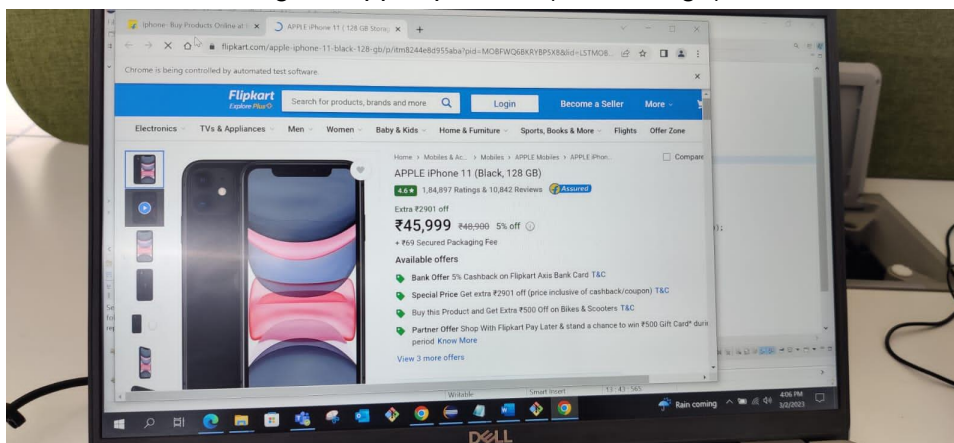 Iphone- Buy Products Online at
APPLE iPhone 11 ( 128 GB Storag
flipkart.com/apple-iphone-11-black-128-gb/p/itm8244e8d955aba?pid=MOBFWQ6BKRYBPSX8&lid=LSTMOB...
Chrome is being controlled by automated test software.
Flipkart
Explore Plus
Search for products, brands and more
Login
Become a Seller
More
Electronics
TVs & Appliances
Men
Women
Baby & Kids
Home & Furniture
Sports, Books & More
Flights
Offer Zone
Home > Mobiles & Ac... > Mobiles > APPLE Mobiles > APPLE iPhon...
Compare
APPLE iPhone 11 (Black, 128 GB)
4.6★ 1,84,897 Ratings & 10,842 Reviews Assured
Extra ₹2901 off
₹45,999 ₹48,900 5% off
+ ₹69 Secured Packaging Fee
Available offers
Bank Offer 5% Cashback on Flipkart Axis Bank Card T&C
Special Price Get extra ₹2901 off (price inclusive of cashback/coupon) T&C
Buy this Product and Get Extra ₹500 Off on Bikes & Scooters T&C
Partner Offer Shop With Flipkart Pay Later & stand a chance to win ₹500 Gift Card* durin
period Know More
View 3 more offers
);
Writable
Smart Insert
13 : 43 : 565
Rain coming
4:06 PM
3/2/2023
DELL